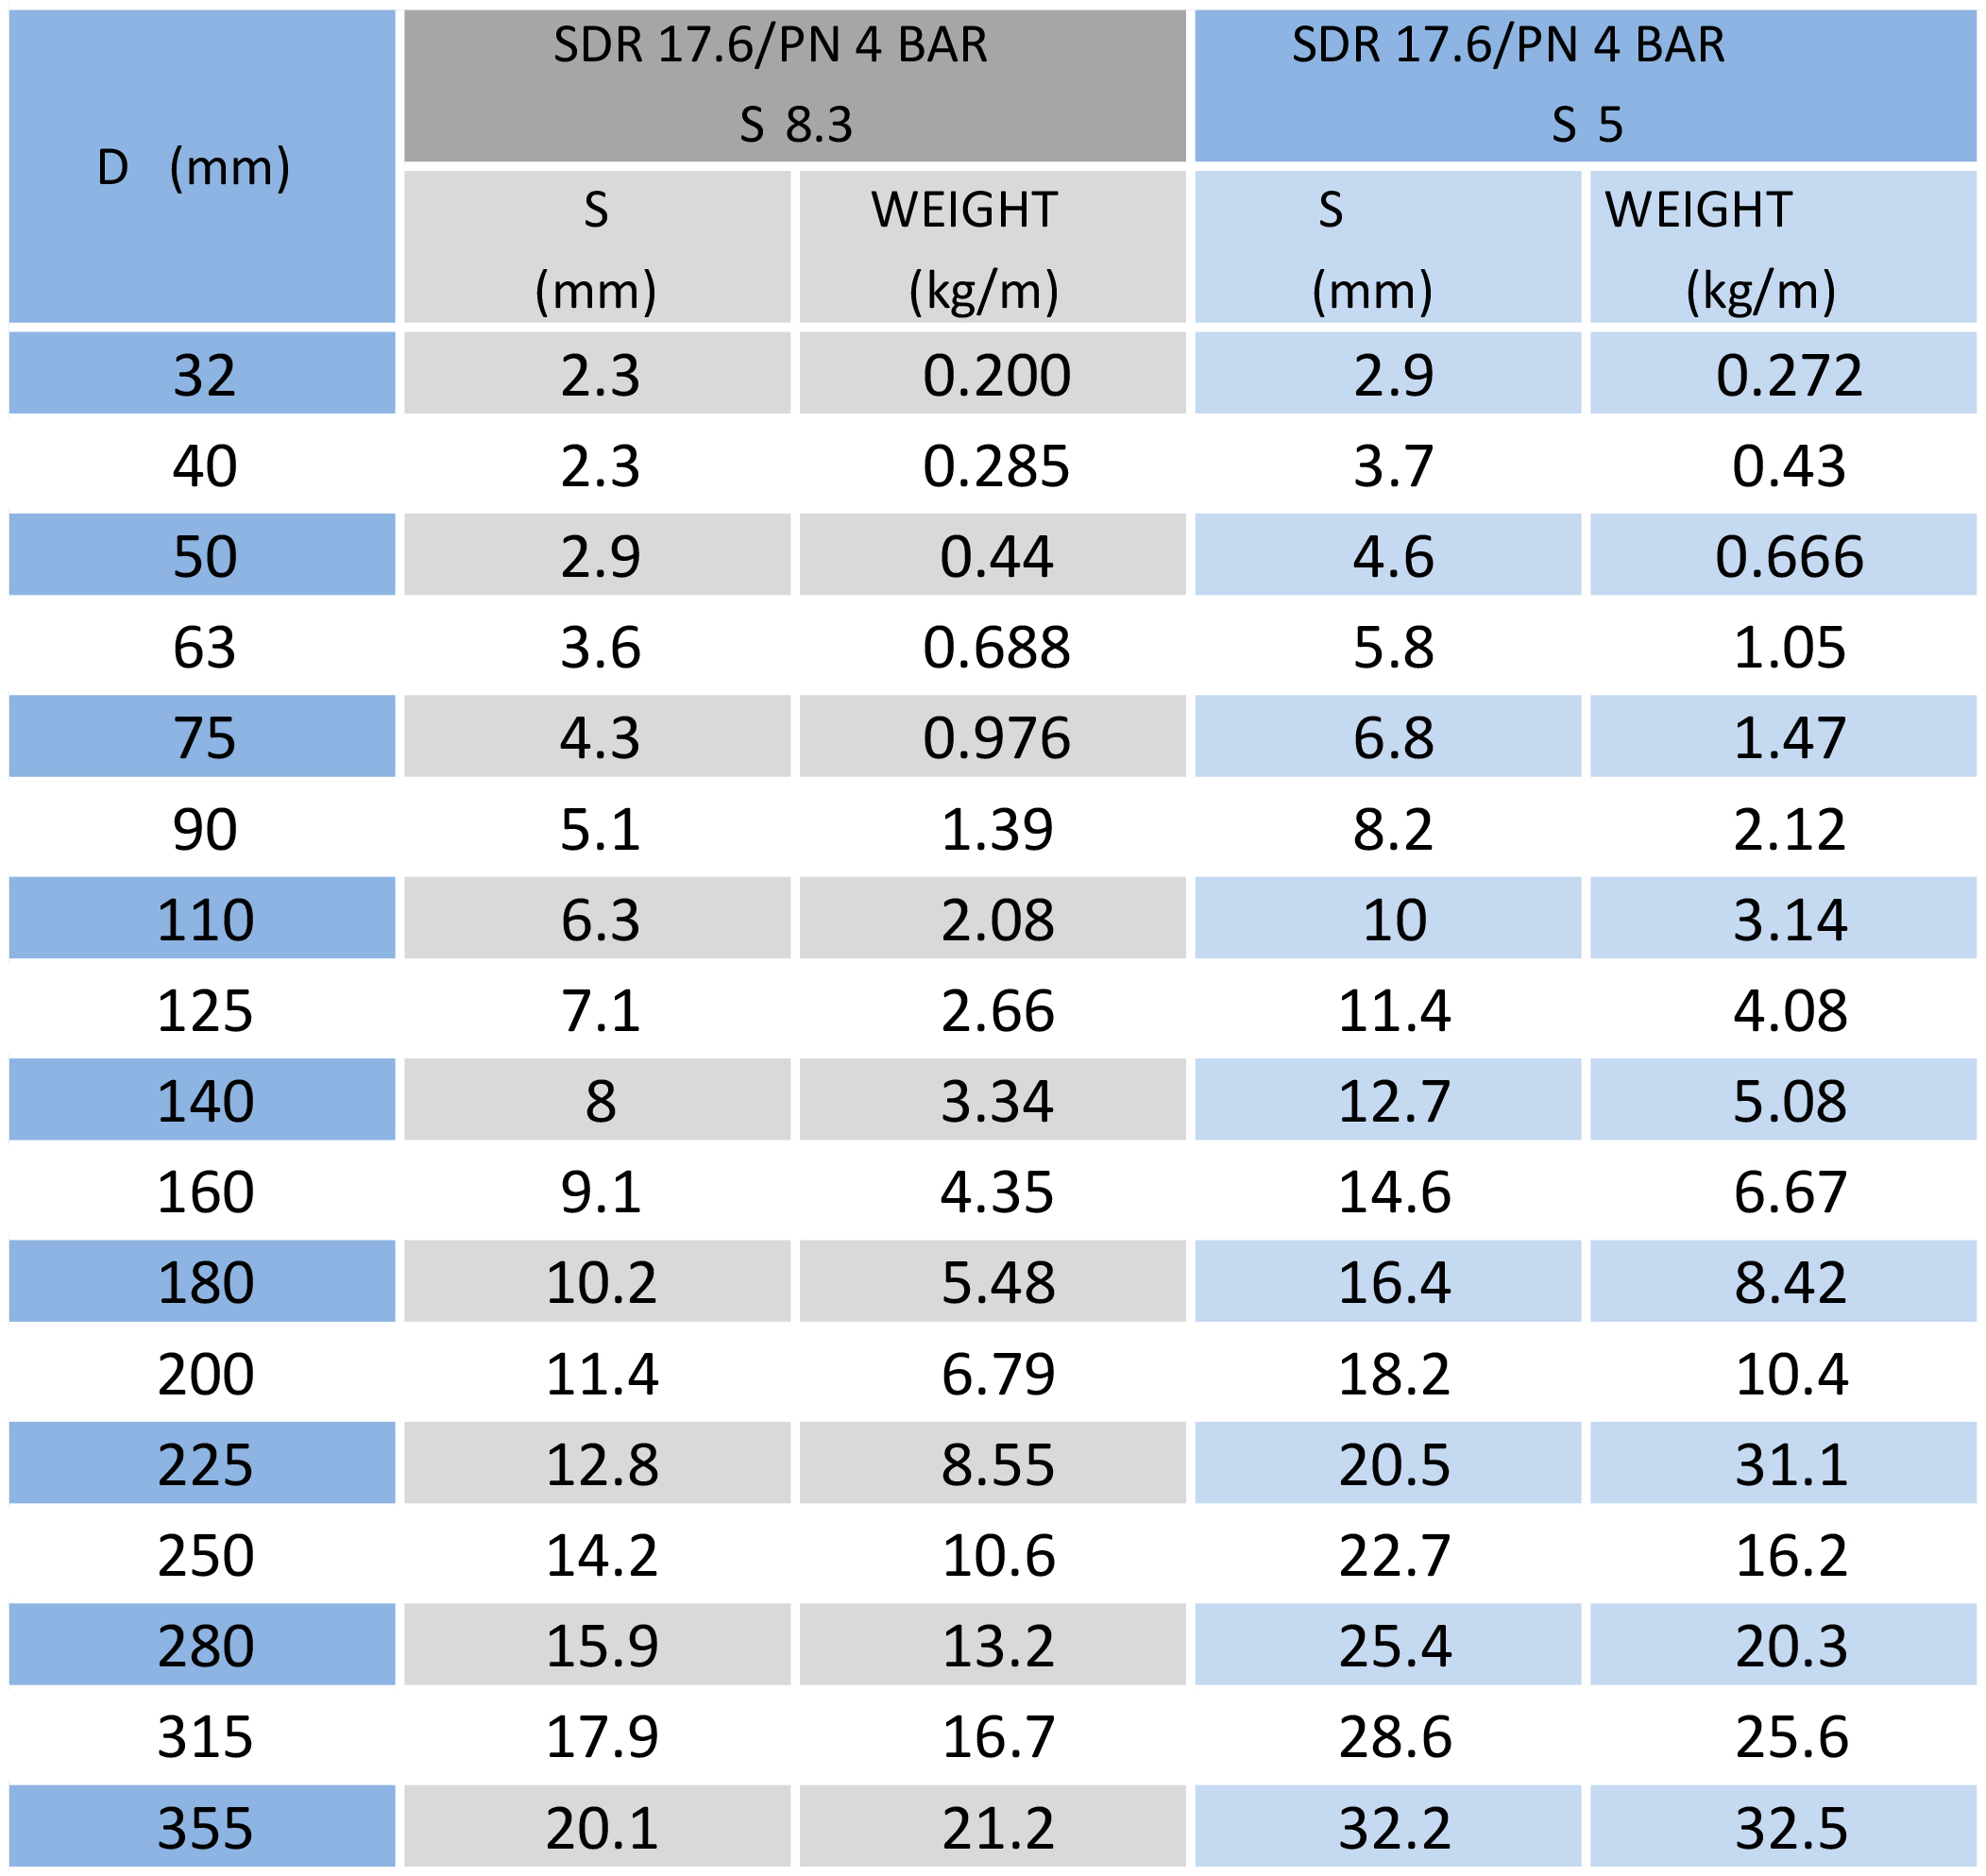 D (mm) SDR 17.6/PN 4 BAR SDR 17.6/PN 4 BAR
S 8.3 S 5
S WEIGHT S WEIGHT
(mm) (kg/m) (mm) (kg/m)
32 2.3 0.200 2.9 0.272
40 2.3 0.285 3.7 0.43
50 2.9 0.44 4.6 0.666
63 3.6 0.688 5.8 1.05
75 4.3 0.976 6.8 1.47
90 5.1 1.39 8.2 2.12
110 6.3 2.08 10 3.14
125 7.1 2.66 11.4 4.08
140 8 3.34 12.7 5.08
160 9.1 4.35 14.6 6.67
180 10.2 5.48 16.4 8.42
200 11.4 6.79 18.2 10.4
225 12.8 8.55 20.5 31.1
250 14.2 10.6 22.7 16.2
280 15.9 13.2 25.4 20.3
315 17.9 16.7 28.6 25.6
355 20.1 21.2 32.2 32.5